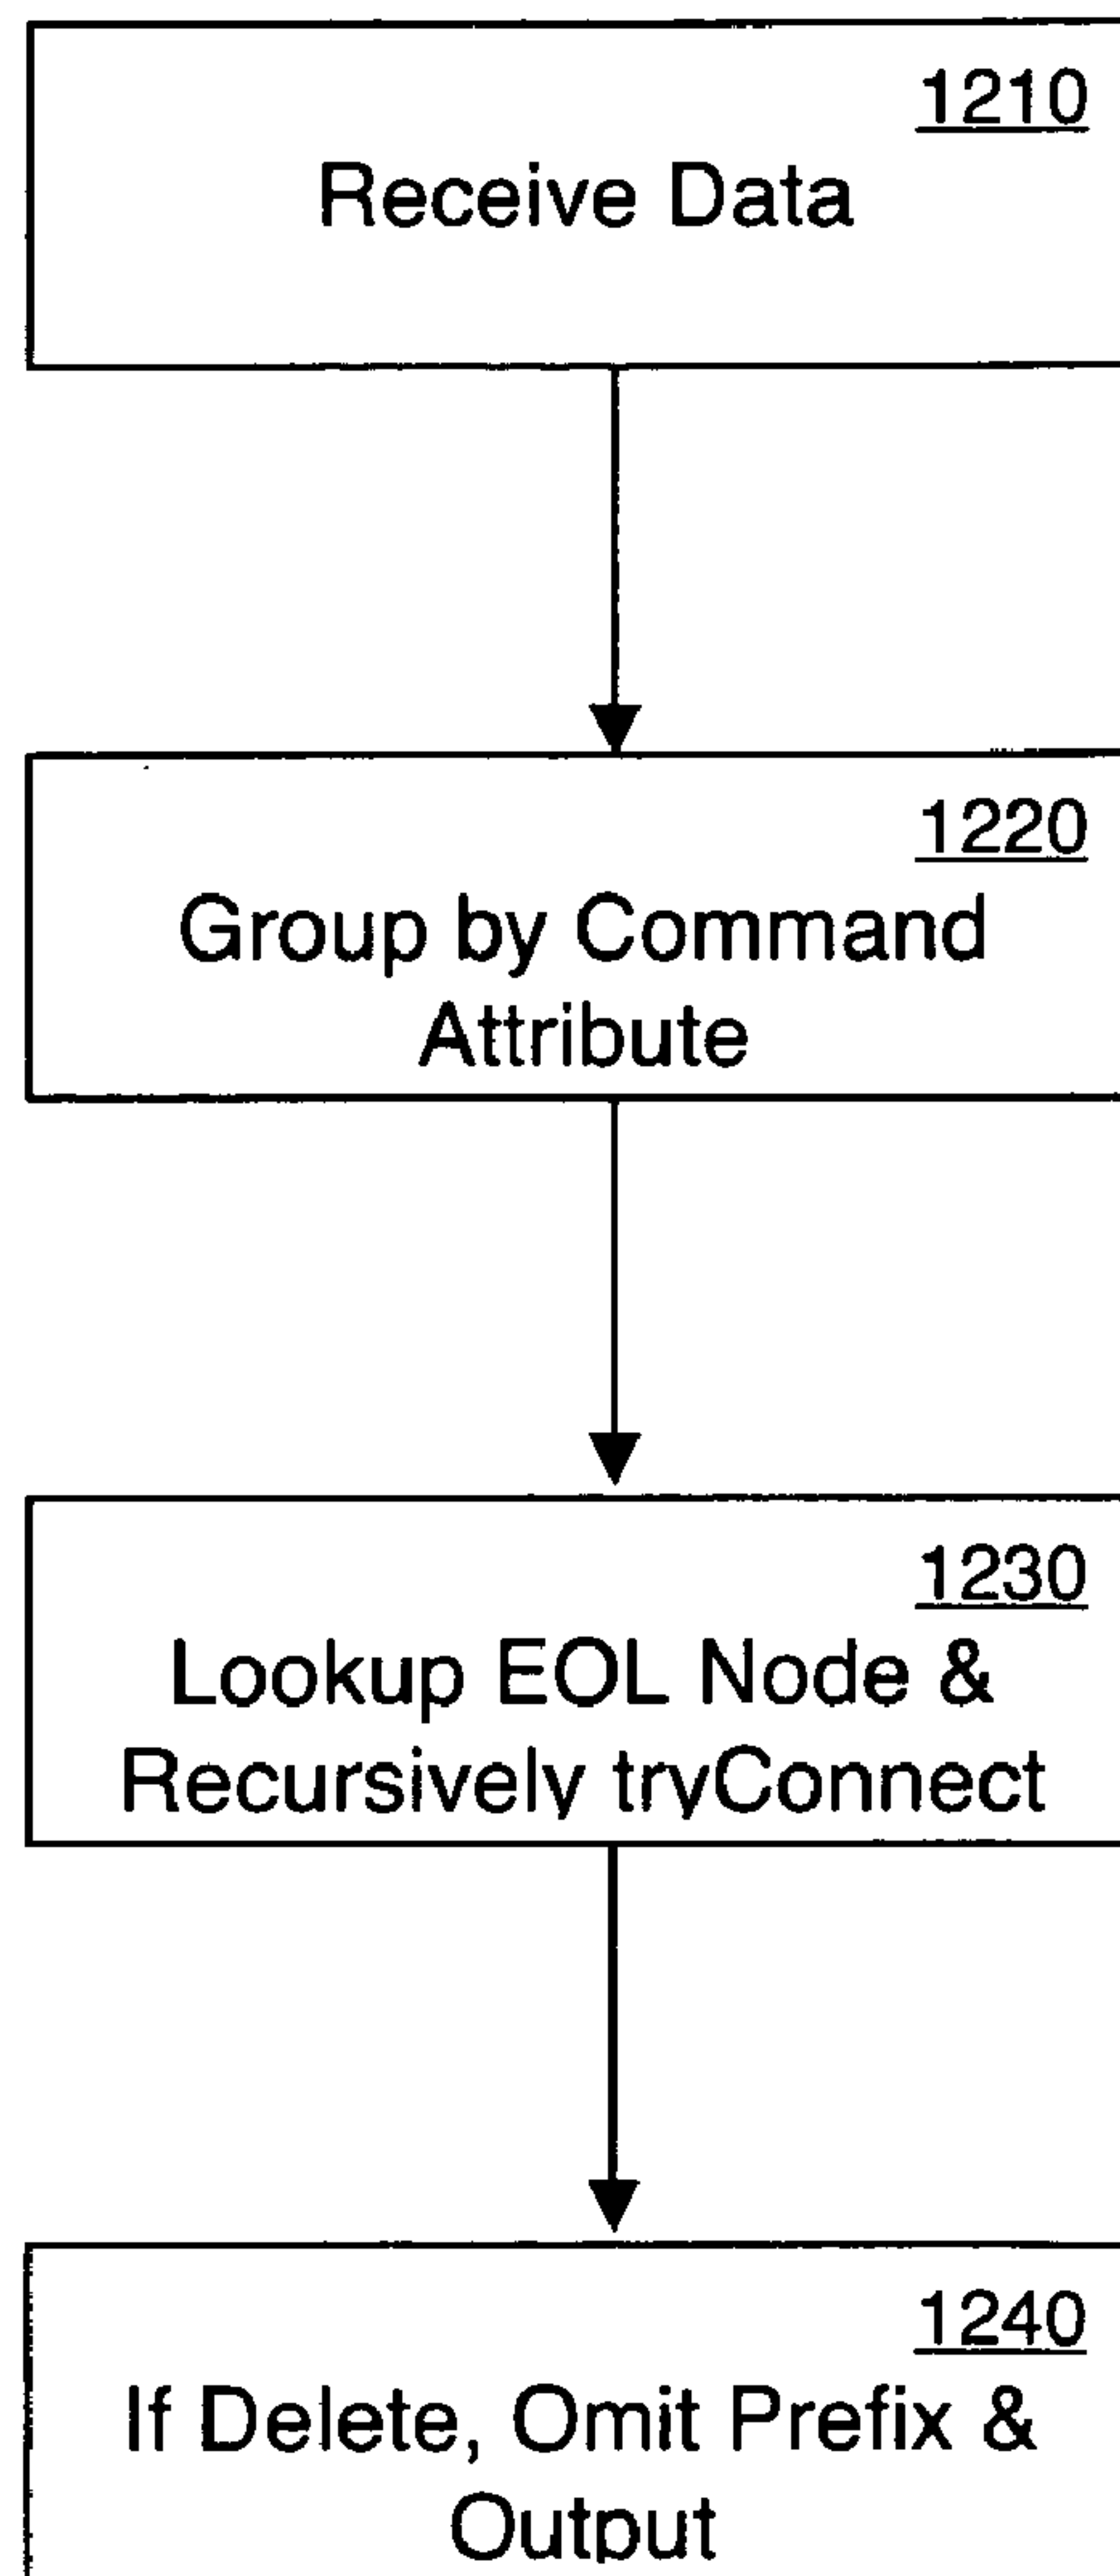 1210
Receive Data
1220
Group by Command
Attribute
1230
Lookup EOL Node &
Recursively tryConnect
1240
If Delete, Omit Prefix &
Output